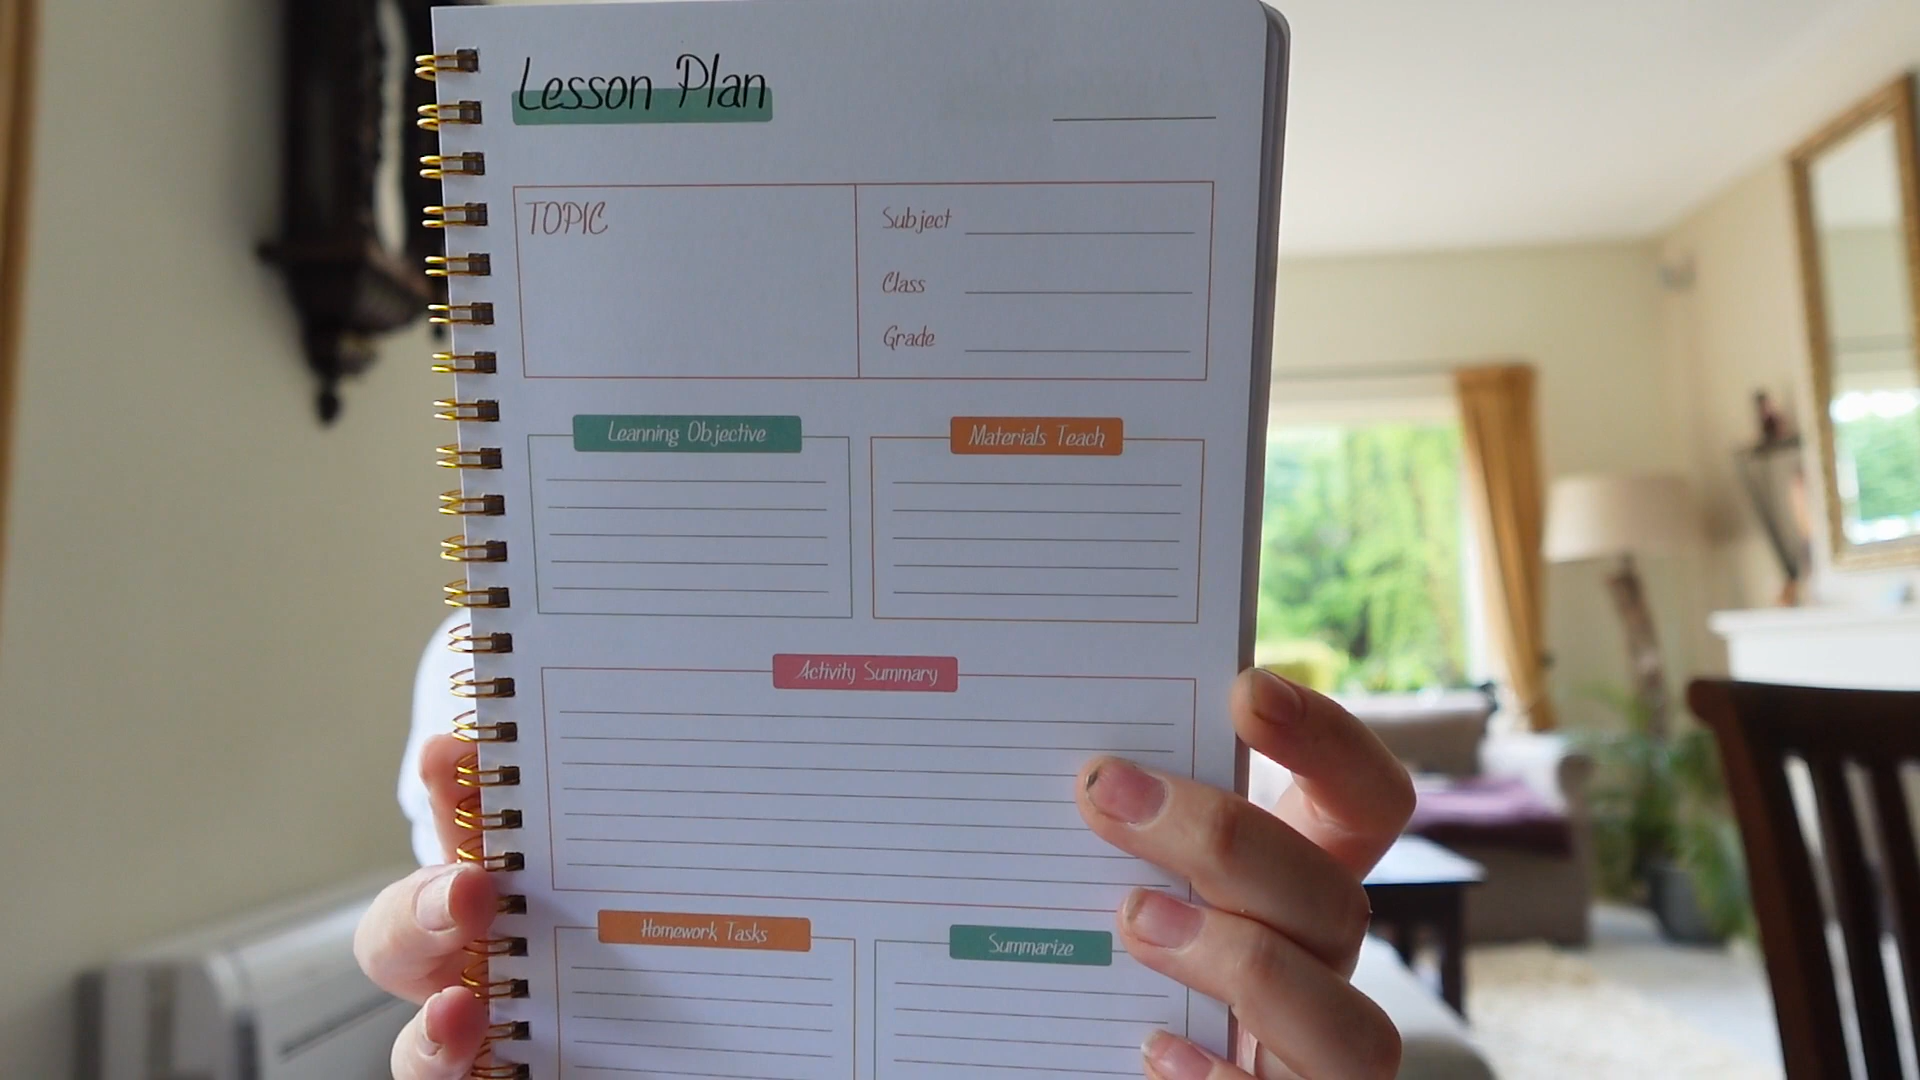 Lesson Plan
TOPIC
Subject
Class
Grade
Leanning Objective
Materials Teach
Activity Summary
Homework Tasks
Summarize